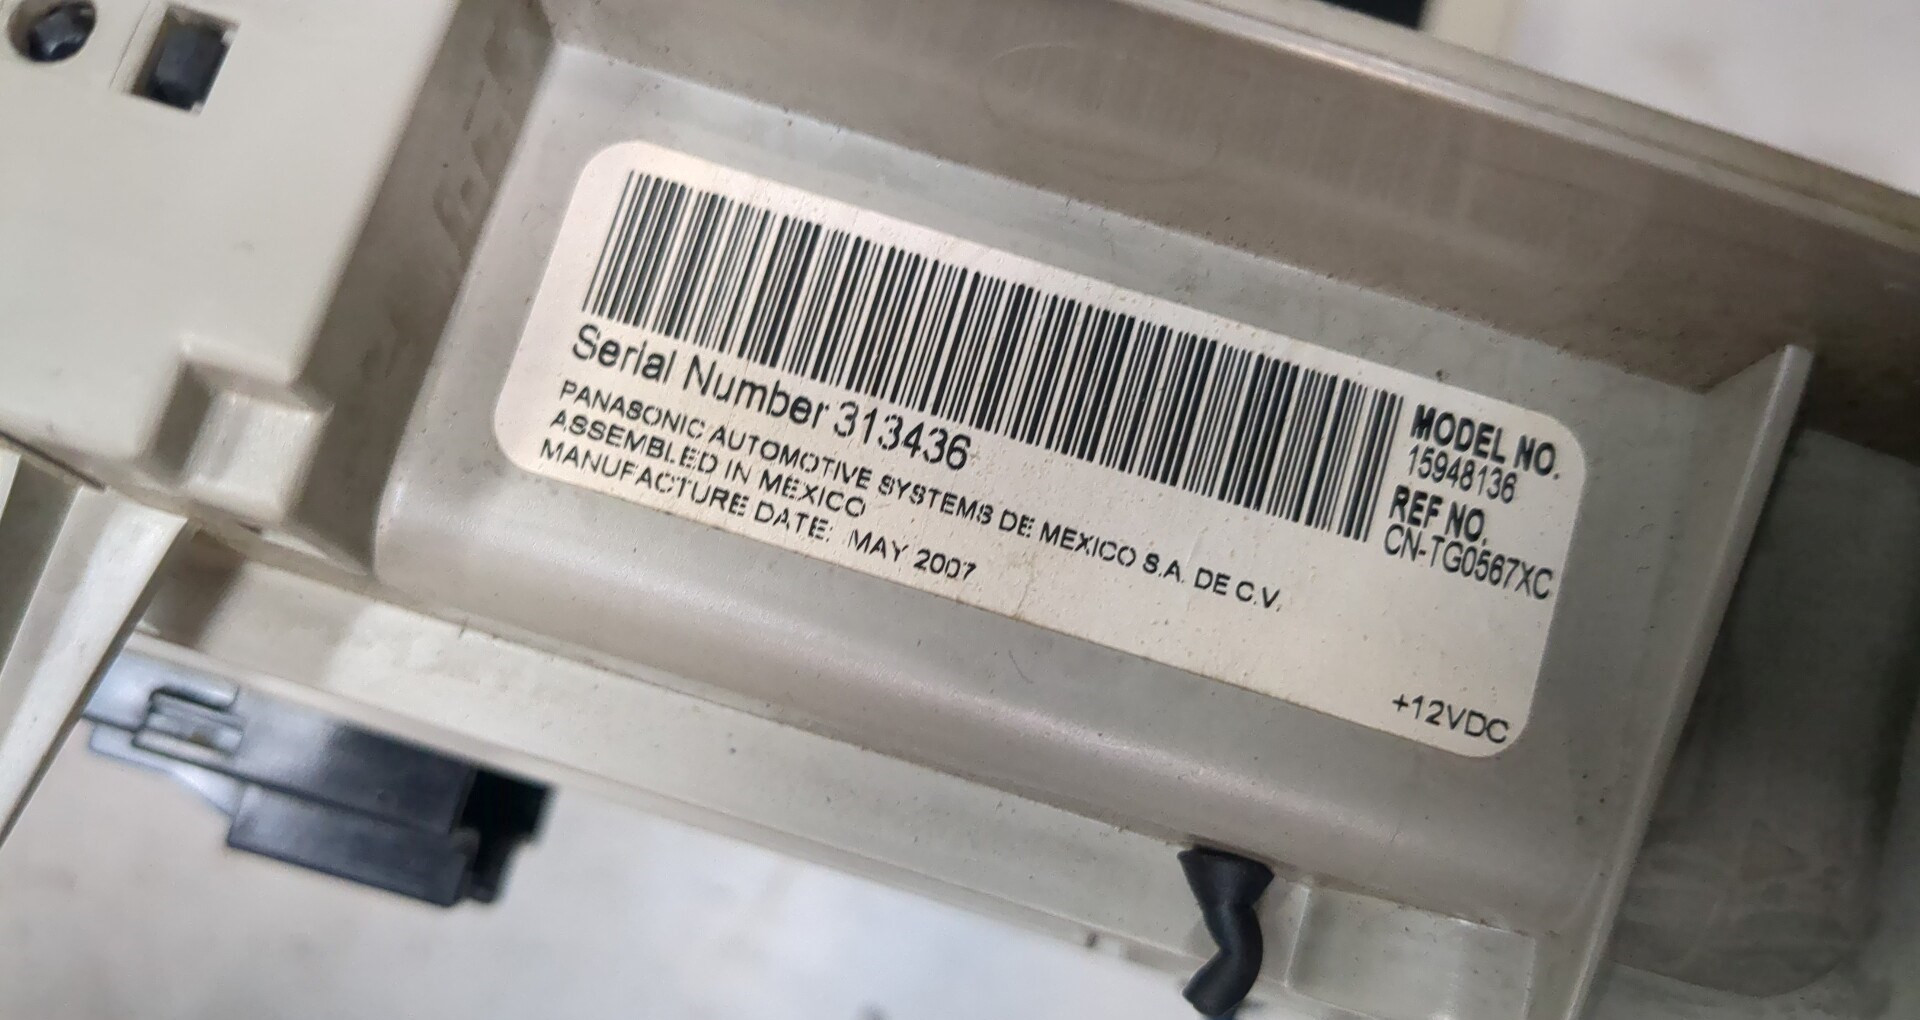 Serial Number 313436
PANASONIC AUTOMOTIVE SYSTEMS DE MEXICO S.A. DE C.V.
ASSEMBLED IN MEXICO
MANUFACTURE DATE: MAY 2007
MODEL NO.
15948136
REF NO.
CN-TG0567XC
+12VDC